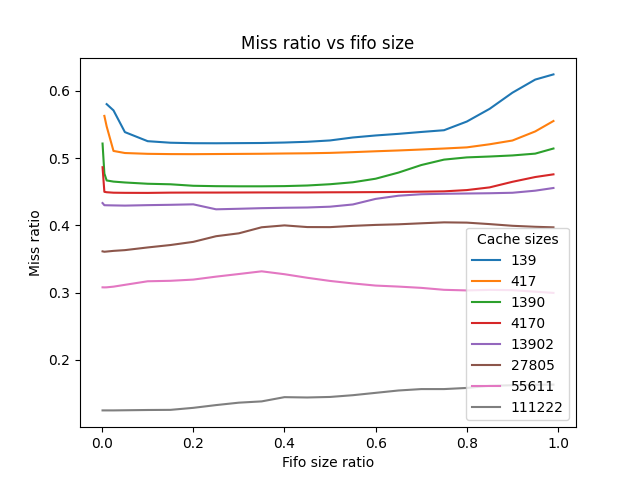 Miss ratio vs fifo size
0.6
0.5
0.4
0.3
0.2
Miss ratio
0.0 0.2 0.4 0.6 0.8 1.0
Fifo size ratio
Cache sizes
139
417
1390
4170
13902
27805
55611
111222